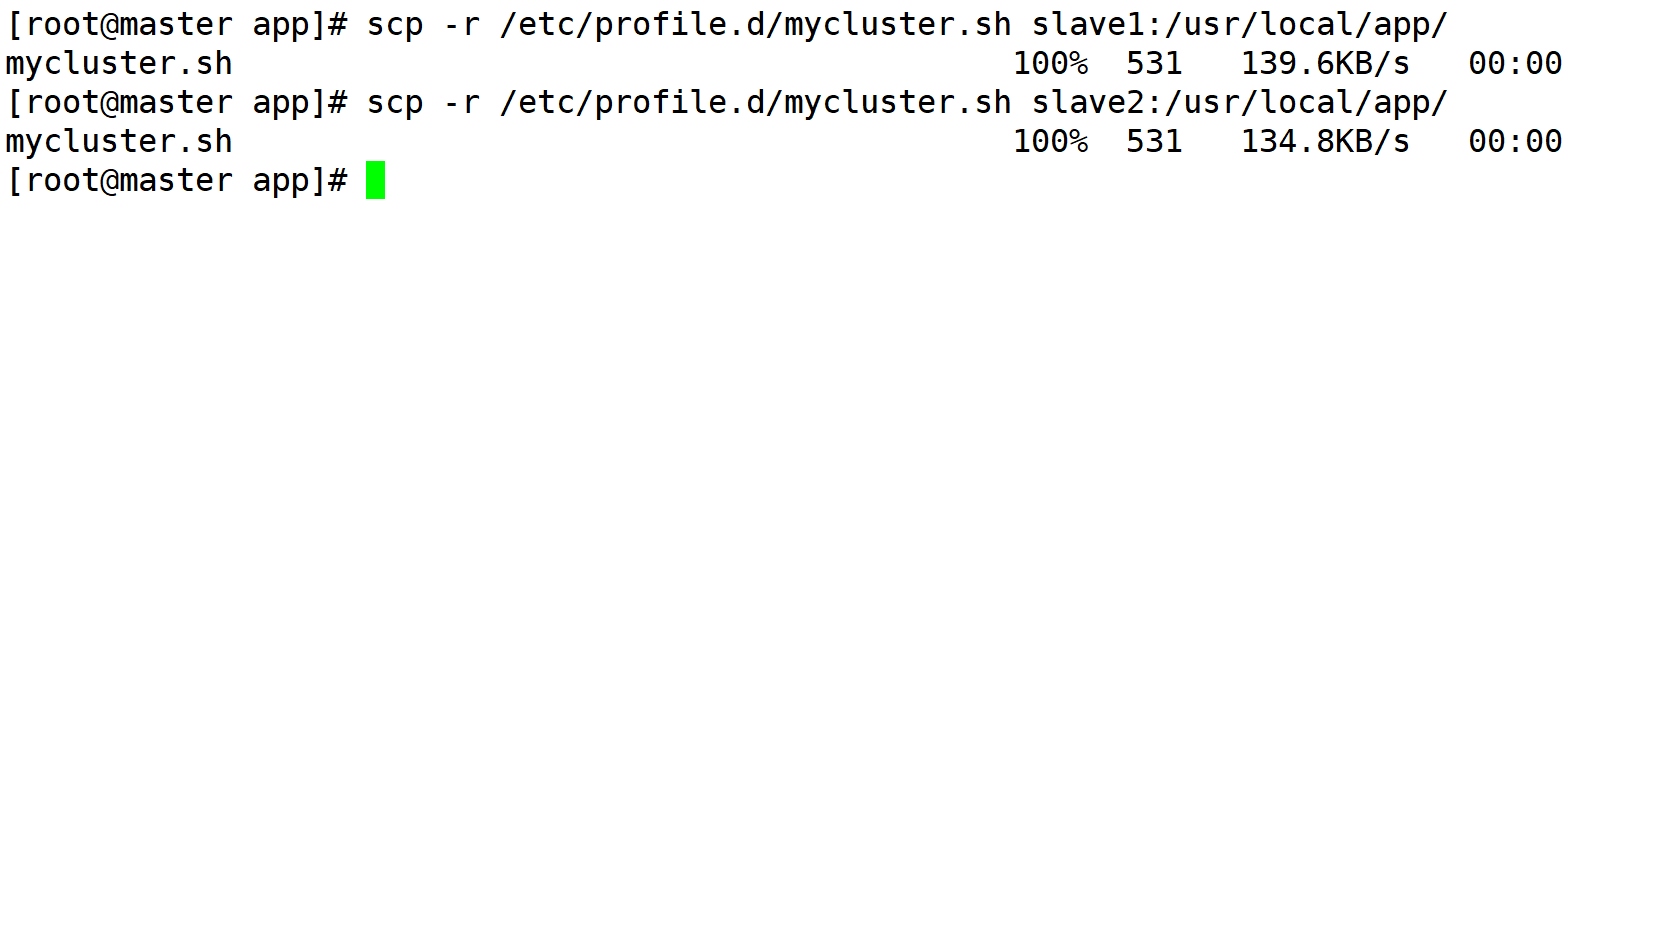 [root@master app]# scp -r /etc/profile.d/mycluster.sh slave1:/usr/local/app/
mycluster.sh                                         100%  531   139.6KB/s   00:00
[root@master app]# scp -r /etc/profile.d/mycluster.sh slave2:/usr/local/app/
mycluster.sh                                         100%  531   134.8KB/s   00:00
[root@master app]#